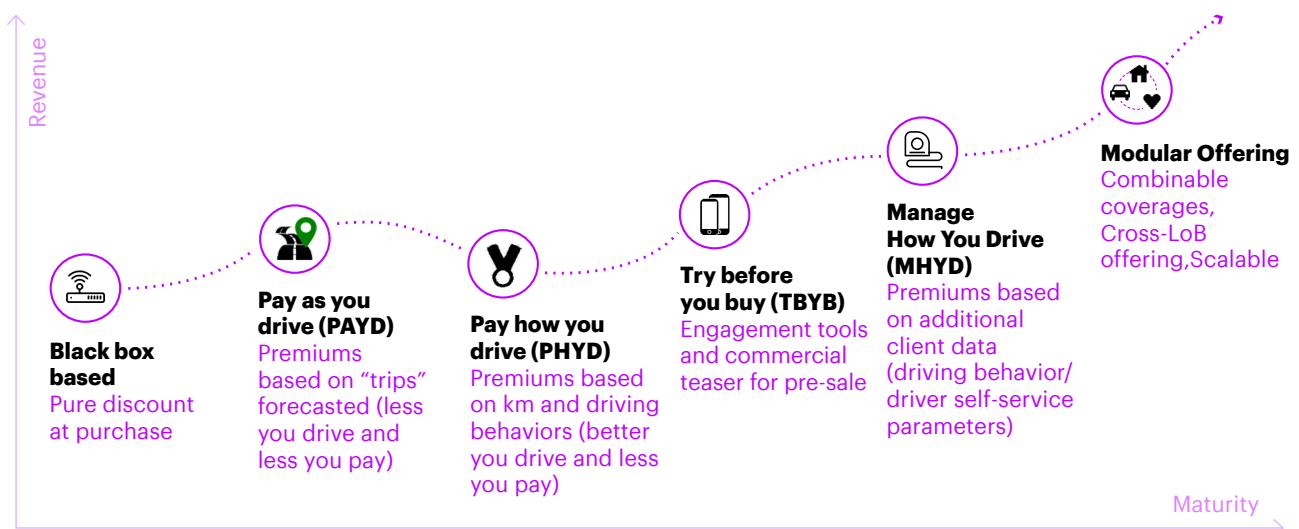 Revenue
Black box
based
Pure discount
at purchase
Pay as you
drive (PAYD)
Premiums
based on “trips”
forecasted (less
you drive and
less you pay)
Pay how you
drive (PHYD)
Premiums based
on km and driving
behaviors (better
you drive and less
you pay)
Try before
you buy (TBYB)
Engagement tools
and commercial
teaser for pre-sale
Manage
How You Drive
(MHYD)
Premiums based
on additional
client data
(driving behavior/
driver self-service
parameters)
Modular Offering
Combinable
coverages,
Cross-LoB
offering,Scalable
Maturity